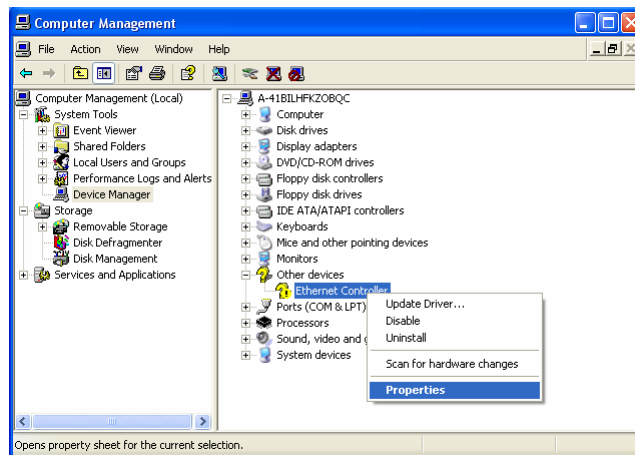 Computer Management
File Action View Window Help
Computer Management (Local)
System Tools
Event Viewer
Shared Folders
Local Users and Groups
Performance Logs and Alerts
Device Manager
Storage
Removable Storage
Disk Defragmenter
Disk Management
Services and Applications
A-41BILHFKZOBQC
Computer
Disk drives
Display adapters
DVD/CD-ROM drives
Floppy disk controllers
Floppy disk drives
IDE ATA/ATAPI controllers
Keyboards
Mice and other pointing devices
Monitors
Other devices
Ethernet Controller
Ports (COM & LPT)
Processors
Sound, video and g
System devices
Update Driver...
Disable
Uninstall
Scan for hardware changes
Properties
Opens property sheet for the current selection.